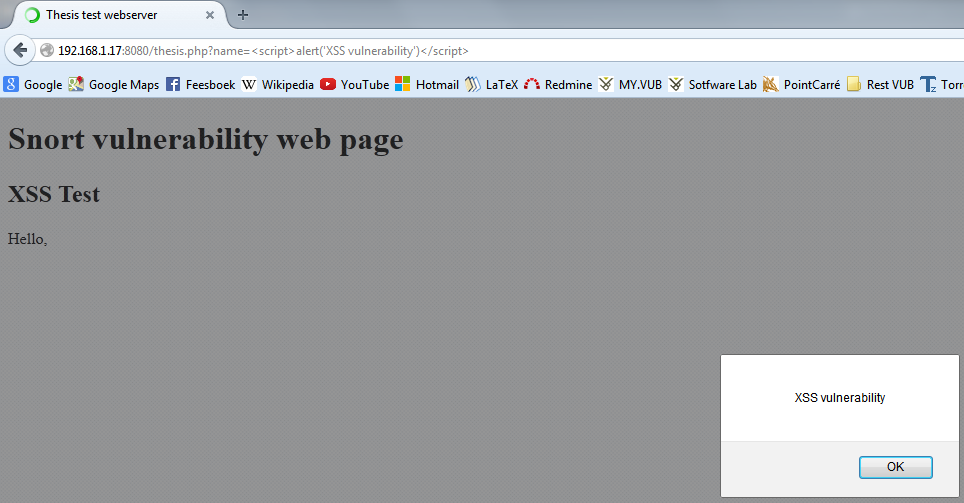 Thesis test webserver
192.168.1.17:8080/thesis.php?name=<script>alert('XSS vulnerability')</script>
Google Google Maps Feesboek Wikipedia YouTube Hotmail LaTeX Redmine MY.VUB Sotfware Lab PointCarré Rest VUB Torr
Snort vulnerability web page
XSS Test
Hello,
XSS vulnerability
OK